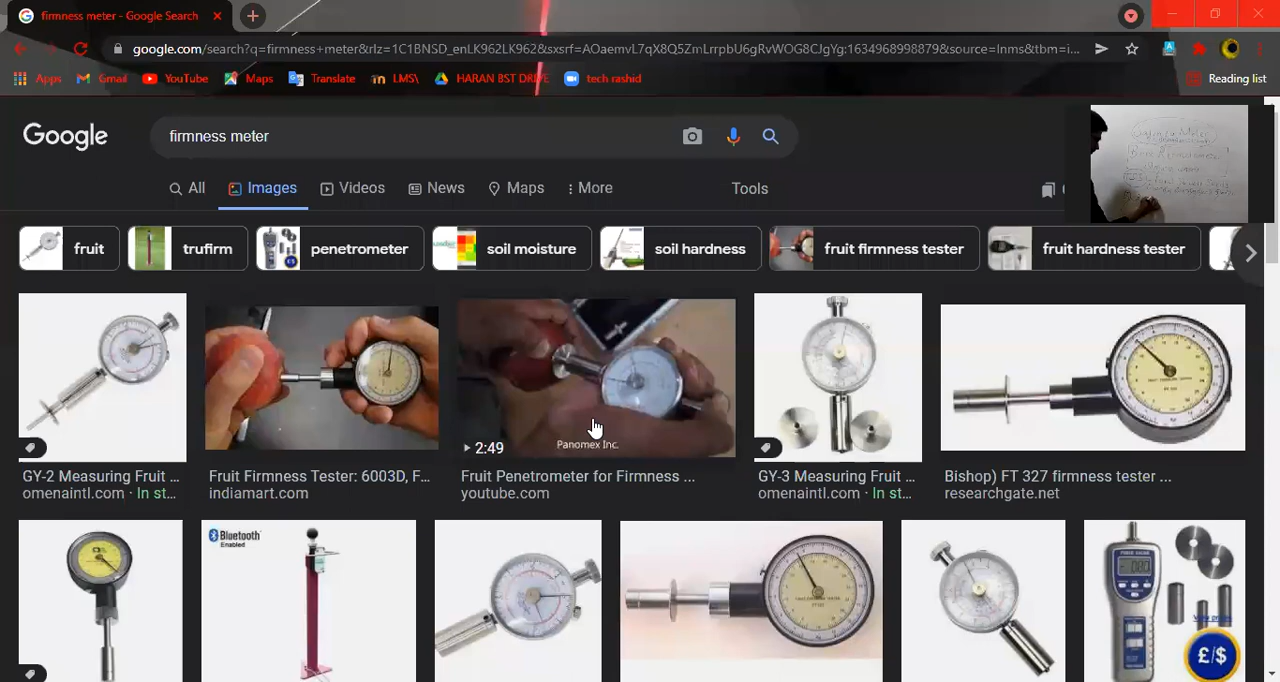 firmness meter - Google Search
google.com/search?q=firmness+meter&rlz=1C1BNSD_enLK962LK962&sxsrf=AOaemvL7qX8Q5ZmLrrpbU6gRvWOG8CJgYg:1634968998879&source=lnms&tbm=i...
Apps Gmail YouTube Maps Translate LMS\ HARAN BST DRIVE tech rashid Reading list
Google
firmness meter
All Images Videos News Maps More Tools
fruit trufirm penetrometer soil moisture soil hardness fruit firmness tester fruit hardness tester
2:49 Panomex Inc.
GY-2 Measuring Fruit ... Fruit Firmness Tester: 6003D, F... Fruit Penetrometer for Firmness ... GY-3 Measuring Fruit ... Bishop) FT 327 firmness tester ...
omenaintl.com · In st... indiamart.com youtube.com omenaintl.com · In st... researchgate.net
Bluetooth
Enabled
£/$